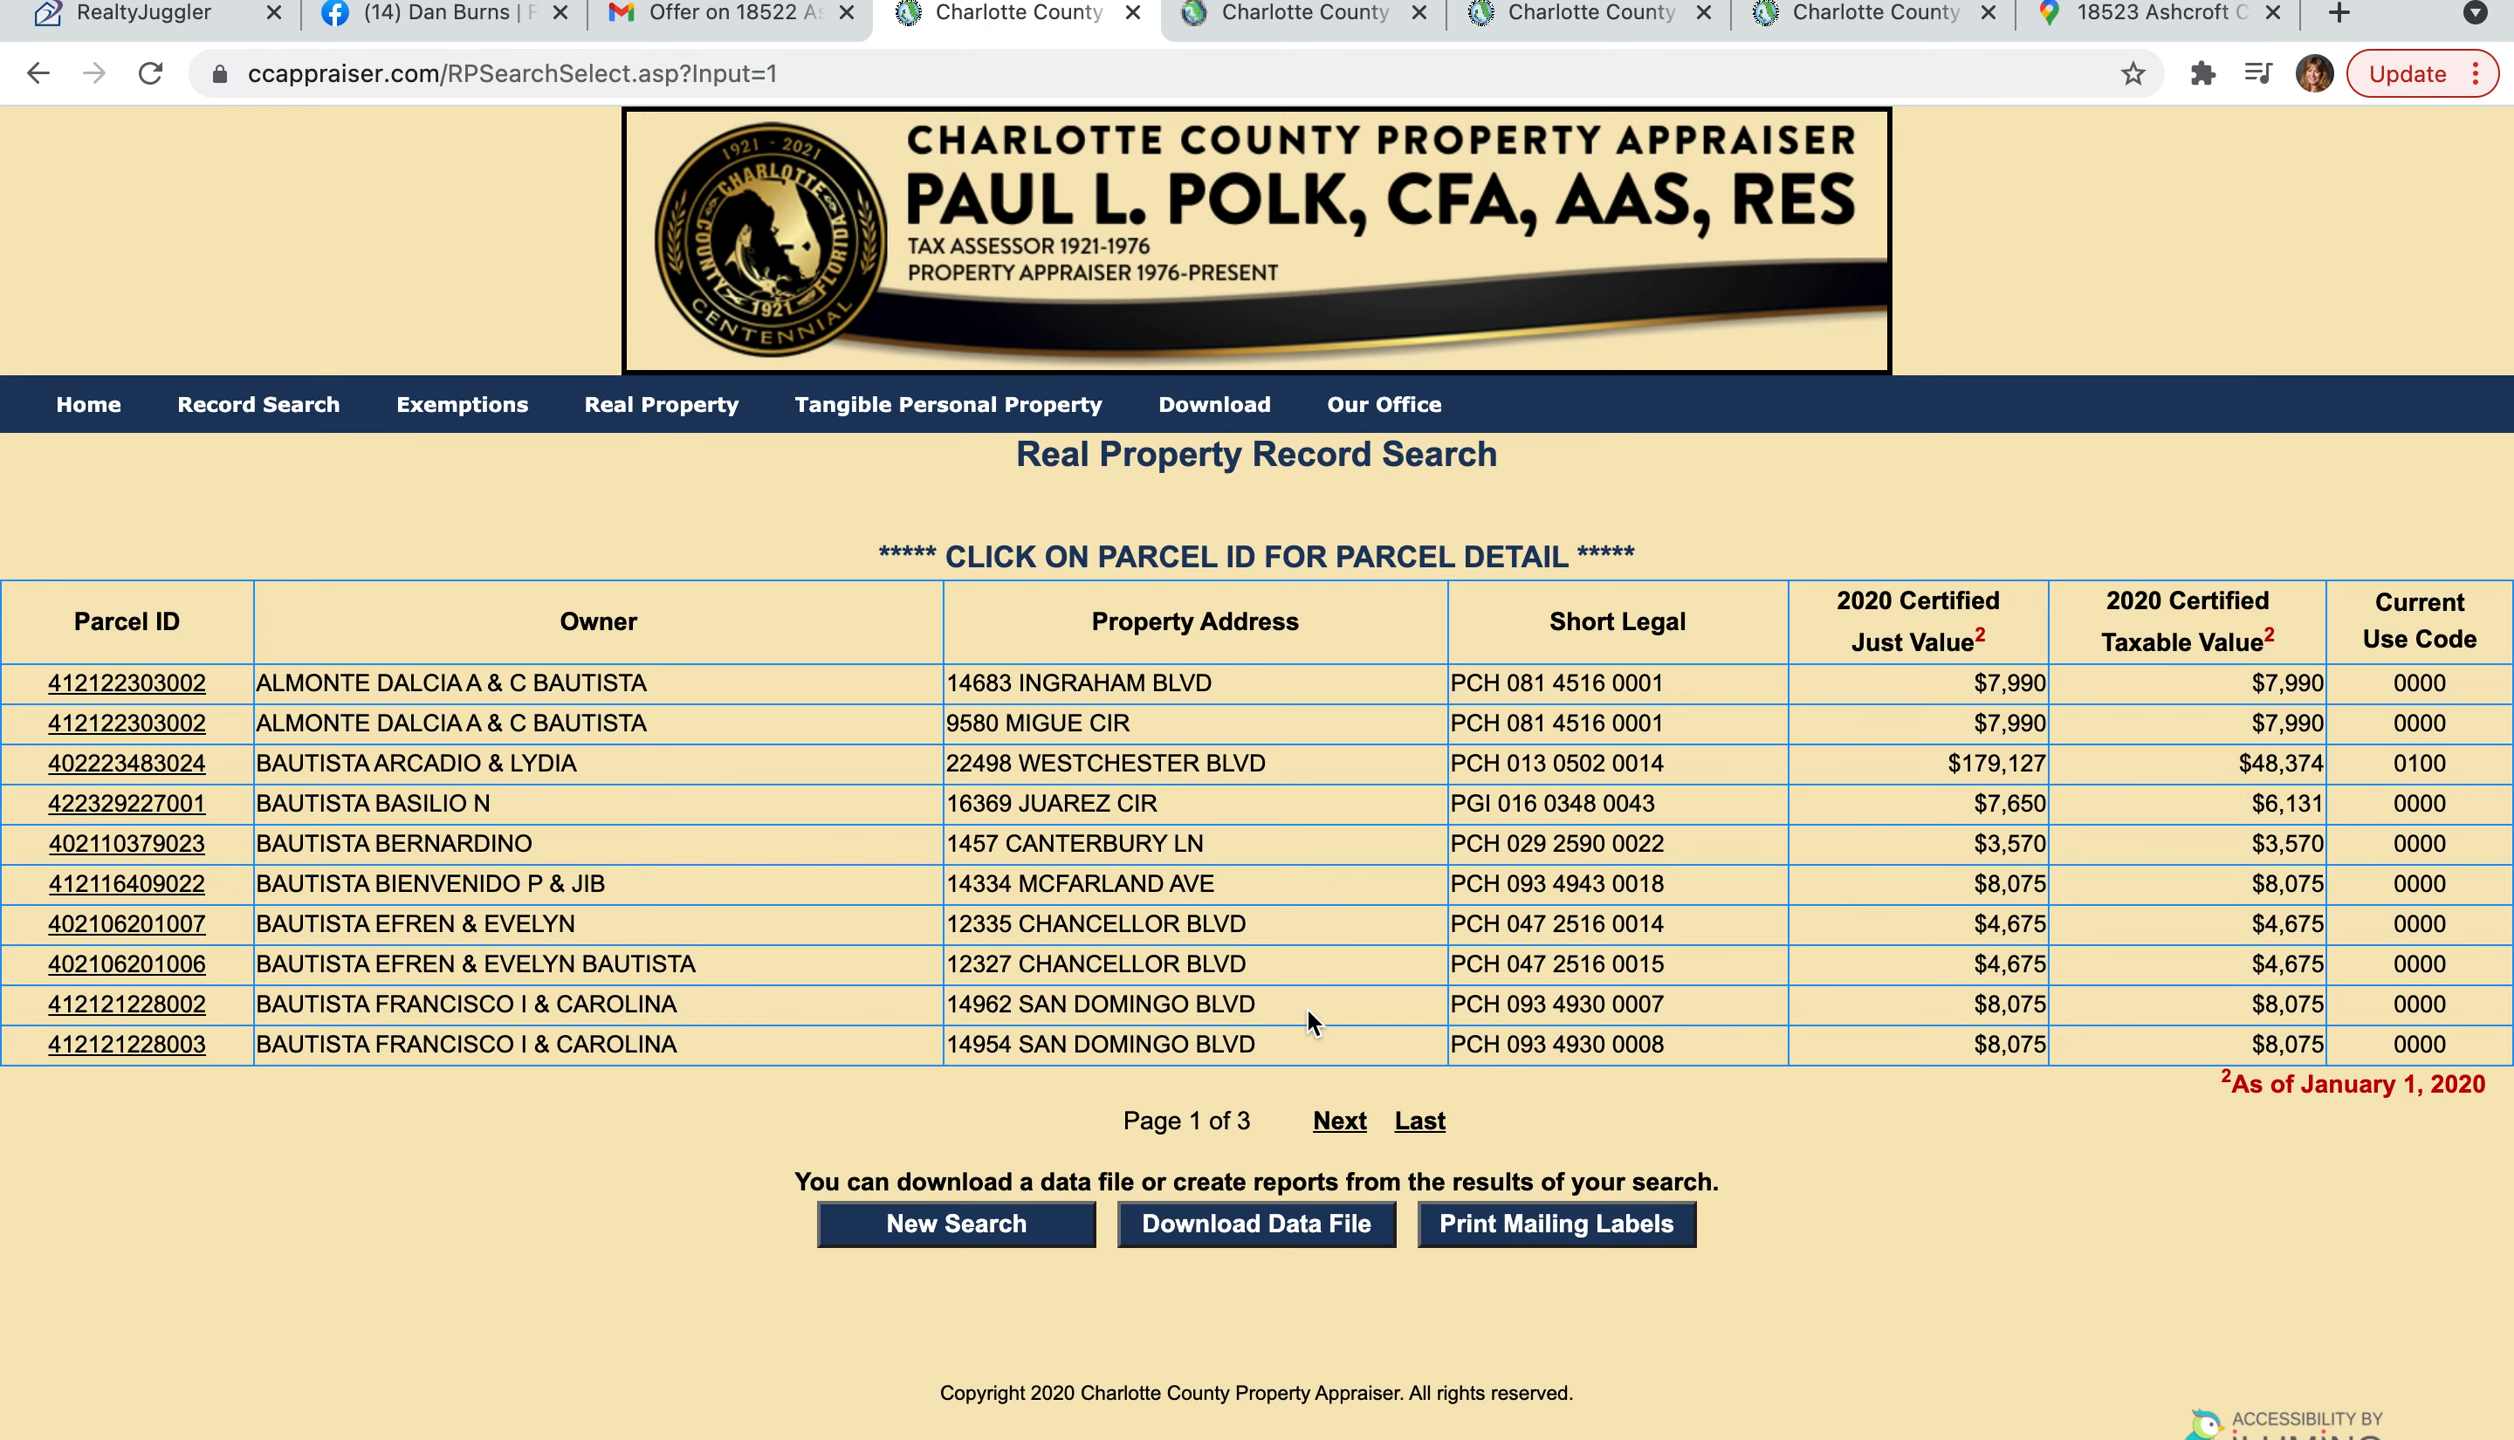 RealtyJuggler (14) Dan Burns | F Offer on 18522 As Charlotte County Charlotte County Charlotte County Charlotte County 18523 Ashcroft C
ccappraiser.com/RPSearchSelect.asp?Input=1 Update
1921 - 2021
CHARLOTTE COUNTY FLORIDA
1921
CENTENNIAL
CHARLOTTE COUNTY PROPERTY APPRAISER
PAUL L. POLK, CFA, AAS, RES
TAX ASSESSOR 1921-1976
PROPERTY APPRAISER 1976-PRESENT
Home Record Search Exemptions Real Property Tangible Personal Property Download Our Office
Real Property Record Search
***** CLICK ON PARCEL ID FOR PARCEL DETAIL *****
Parcel ID Owner Property Address Short Legal 2020 Certified Just Value2 2020 Certified Taxable Value2 Current Use Code
412122303002 ALMONTE DALCIA A & C BAUTISTA 14683 INGRAHAM BLVD PCH 081 4516 0001 $7,990 $7,990 0000
412122303002 ALMONTE DALCIA A & C BAUTISTA 9580 MIGUE CIR PCH 081 4516 0001 $7,990 $7,990 0000
402223483024 BAUTISTA ARCADIO & LYDIA 22498 WESTCHESTER BLVD PCH 013 0502 0014 $179,127 $48,374 0100
422329227001 BAUTISTA BASILIO N 16369 JUAREZ CIR PGI 016 0348 0043 $7,650 $6,131 0000
402110379023 BAUTISTA BERNARDINO 1457 CANTERBURY LN PCH 029 2590 0022 $3,570 $3,570 0000
412116409022 BAUTISTA BIENVENIDO P & JIB 14334 MCFARLAND AVE PCH 093 4943 0018 $8,075 $8,075 0000
402106201007 BAUTISTA EFREN & EVELYN 12335 CHANCELLOR BLVD PCH 047 2516 0014 $4,675 $4,675 0000
402106201006 BAUTISTA EFREN & EVELYN BAUTISTA 12327 CHANCELLOR BLVD PCH 047 2516 0015 $4,675 $4,675 0000
412121228002 BAUTISTA FRANCISCO I & CAROLINA 14962 SAN DOMINGO BLVD PCH 093 4930 0007 $8,075 $8,075 0000
412121228003 BAUTISTA FRANCISCO I & CAROLINA 14954 SAN DOMINGO BLVD PCH 093 4930 0008 $8,075 $8,075 0000
2As of January 1, 2020
Page 1 of 3 Next Last
You can download a data file or create reports from the results of your search.
New Search Download Data File Print Mailing Labels
Copyright 2020 Charlotte County Property Appraiser. All rights reserved.
ACCESSIBILITY BY